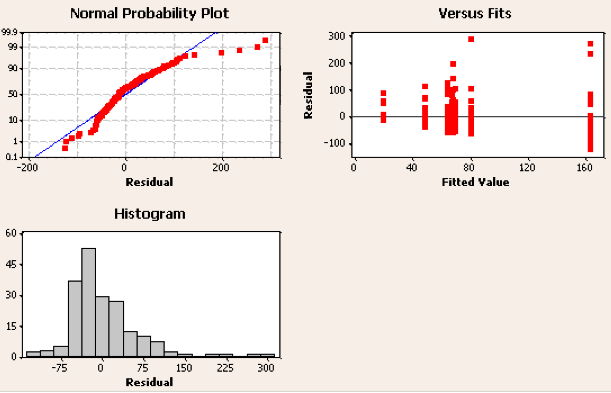 Normal Probability Plot
99.9
99
90
50
10
1
0.1
-200 0 200
Residual
Versus Fits
Residual
300
200
100
0
-100
0 40 80 120 160
Fitted Value
Histogram
60
45
30
15
0
-75 0 75 150 225 300
Residual